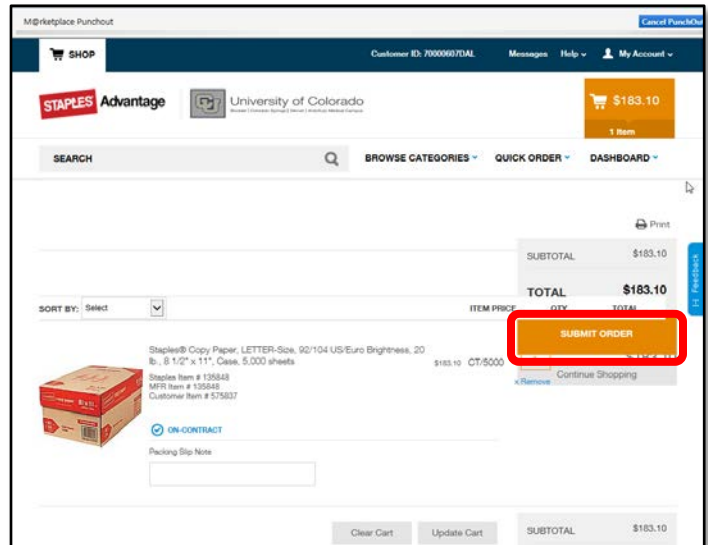 M@rketplace Punchout
Cancel PunchOut
SHOP
Customer ID: 70000607DAL
Messages
Help
My Account
STAPLES Advantage
University of Colorado
$183.10
1 Item
SEARCH
BROWSE CATEGORIES
QUICK ORDER
DASHBOARD
Print
SUBTOTAL $183.10
TOTAL $183.10
Feedback
SORT BY: Select
ITEM PRICE QTY TOTAL
SUBMIT ORDER
Staples® Copy Paper, LETTER-Size, 92/104 US/Euro Brightness, 20
lb., 8 1/2" x 11", Case, 5,000 sheets
$183.10 CT/5000
$183.10
Continue Shopping
x Remove
Staples Item # 135848
MFR Item # 135848
Customer Item # 575837
ON-CONTRACT
Packing Slip Note
Clear Cart
Update Cart
SUBTOTAL $183.10